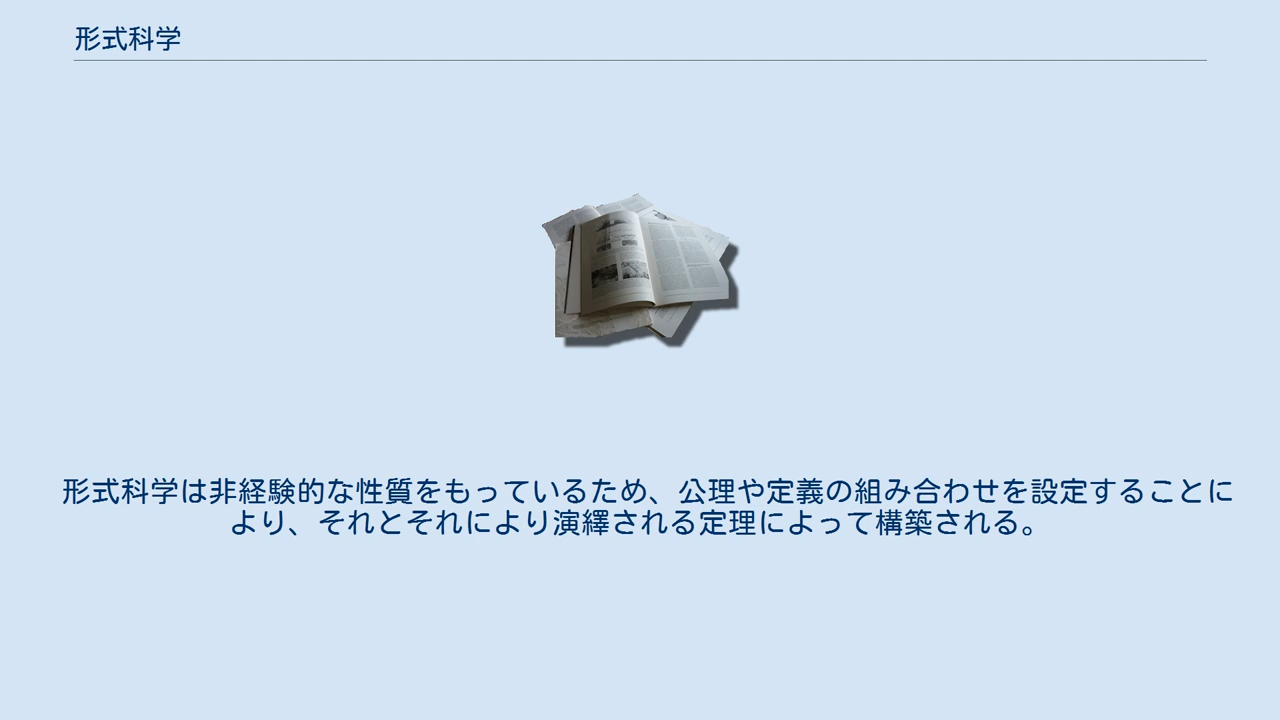 形式科学
形式科学は非経験的な性質をもっているため、公理や定義の組み合わせを設定することに
より、それとそれにより演繹される定理によって構築される。